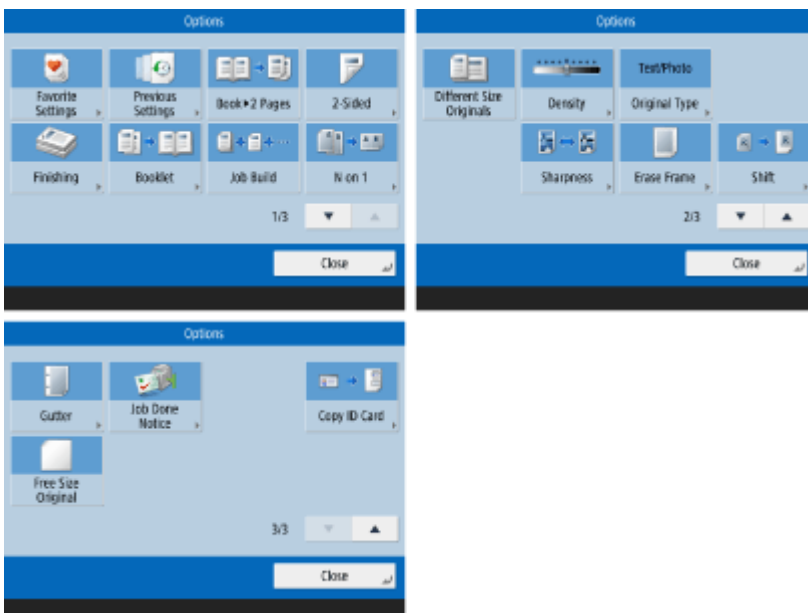 Options
Favorite
Settings
Previous
Settings
Book▶2 Pages
2-Sided
Finishing
Booklet
Job Build
N on 1
1/3
Close
Options
Different Size
Originals
Density
Text/Photo
Original Type
Sharpness
Erase Frame
Shift
2/3
Close
Options
Gutter
Job Done
Notice
Copy ID Card
Free Size
Original
3/3
Close